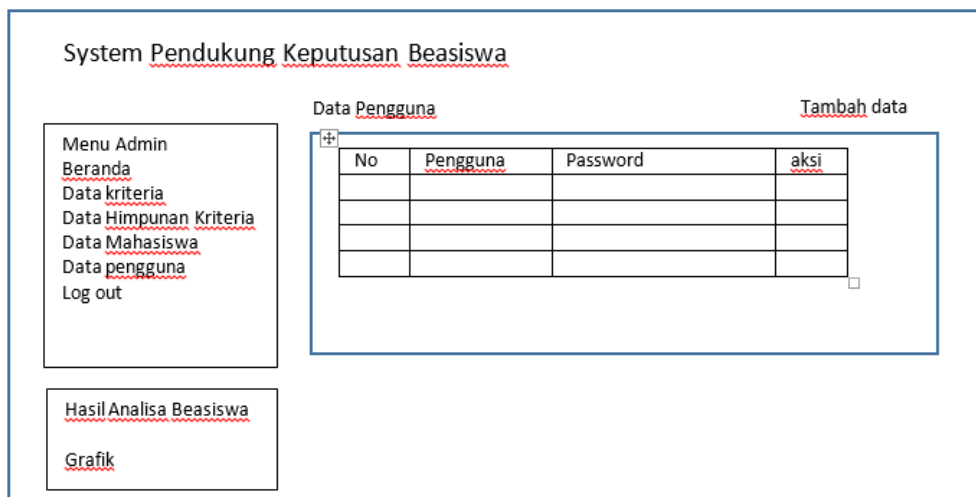 System Pendukung Keputusan Beasiswa
Data Pengguna
Tambah data
Menu Admin
Beranda
Data kriteria
Data Himpunan Kriteria
Data Mahasiswa
Data pengguna
Log out
No Pengguna Password aksi
Hasil Analisa Beasiswa
Grafik